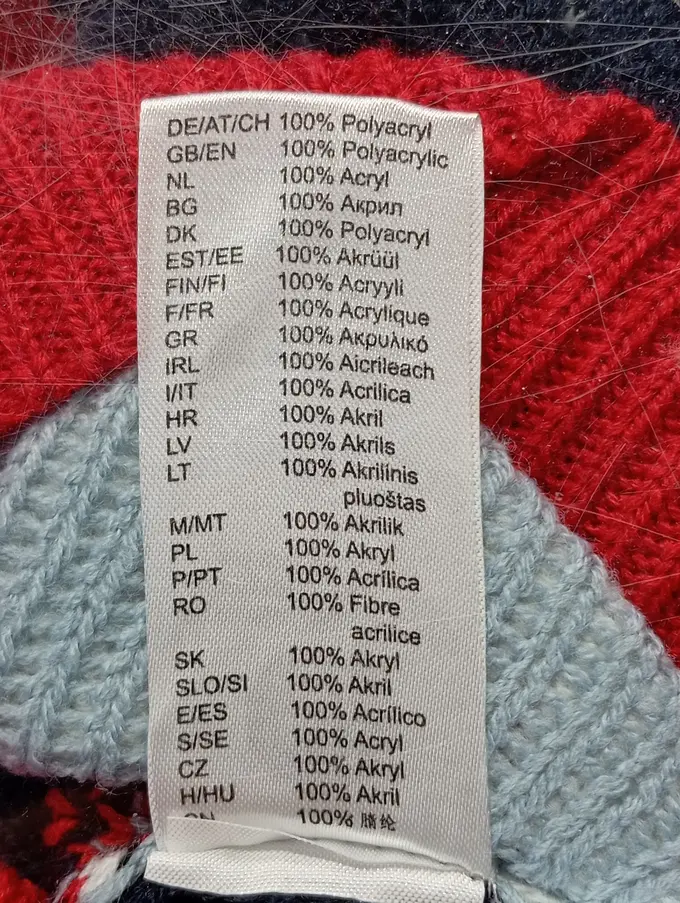 DE/AT/CH 100% Polyacryl
GB/EN 100% Polyacrylic
NL 100% Acryl
BG 100% Акрил
DK 100% Polyacryl
EST/EE 100% Akrüül
FIN/FI 100% Acryyli
F/FR 100% Acrylique
GR 100% Ακρυλικό
IRL 100% Aicrileach
I/IT 100% Acrilica
HR 100% Akril
LV 100% Akrils
LT 100% Akrilinis
pluoštas
M/MT 100% Akrilik
PL 100% Akryl
P/PT 100% Acrílica
RO 100% Fibre
acrilice
SK 100% Akryl
SLO/SI 100% Akril
E/ES 100% Acrílico
S/SE 100% Acryl
CZ 100% Akryl
H/HU 100% Akril
CN 100% 腈纶